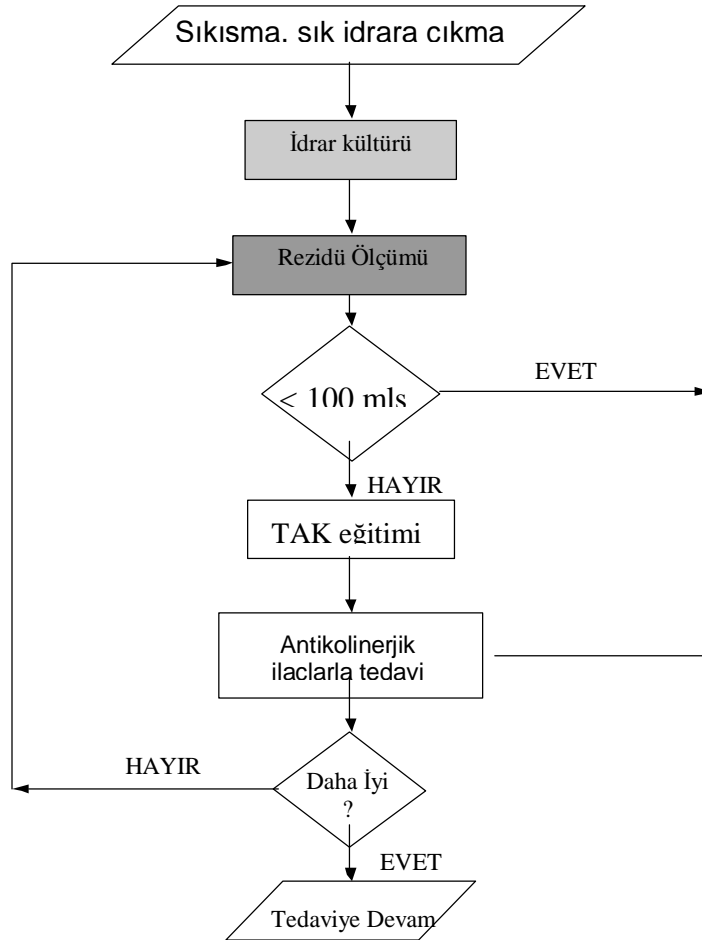 Sıkısma. sık idrara cıkma
İdrar kültürü
Rezidü Ölçümü
< 100 mls
EVET
HAYIR
TAK eğitimi
Antikolinerjik
ilaclarla tedavi
HAYIR
Daha İyi
?
EVET
Tedaviye Devam